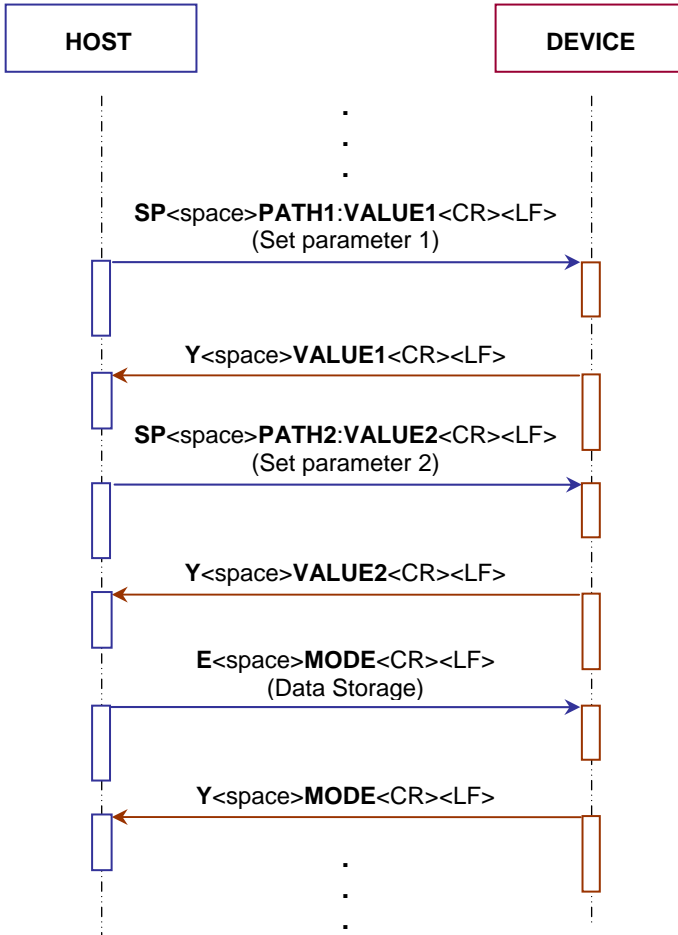 HOST
DEVICE
.
.
.
SP<space>PATH1:VALUE1<CR><LF>
(Set parameter 1)
Y<space>VALUE1<CR><LF>
SP<space>PATH2:VALUE2<CR><LF>
(Set parameter 2)
Y<space>VALUE2<CR><LF>
E<space>MODE<CR><LF>
(Data Storage)
Y<space>MODE<CR><LF>
.
.
.